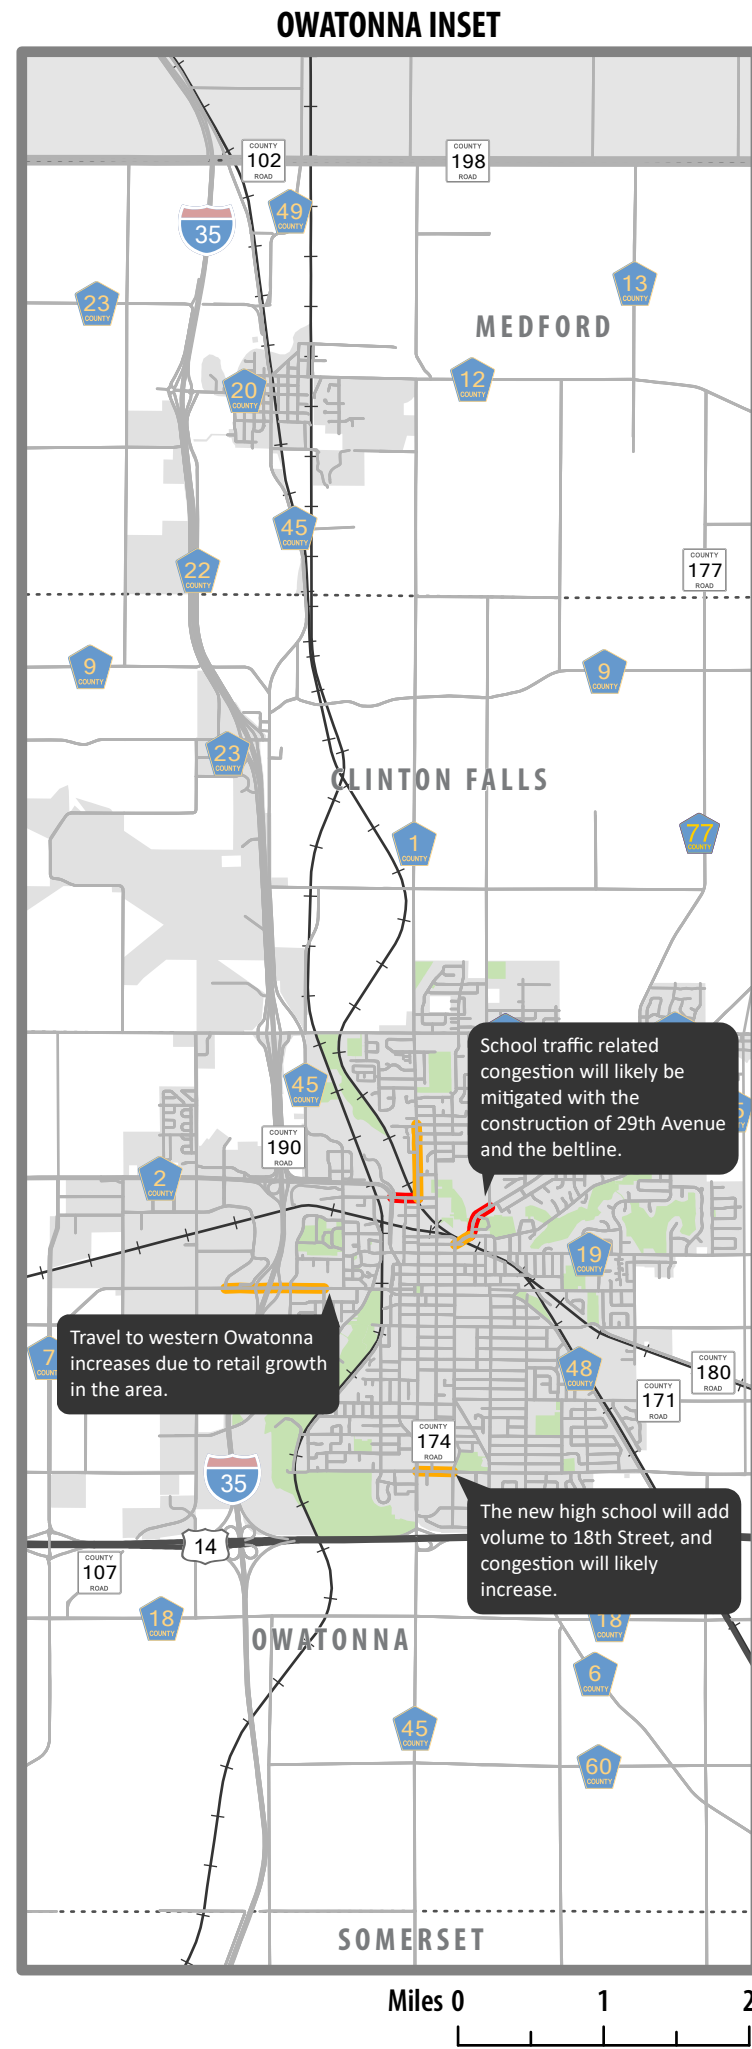 OWATONNA INSET
COUNTY
102
ROAD
COUNTY
198
ROAD
49
COUNTY
35
13
COUNTY
23
COUNTY
MEDFORD
12
COUNTY
20
COUNTY
45
COUNTY
22
COUNTY
COUNTY
177
ROAD
9
COUNTY
9
COUNTY
23
COUNTY
CLINTON FALLS
1
COUNTY
77
COUNTY
School traffic related
congestion will likely be
mitigated with the
construction of 29th Avenue
and the beltline.
45
COUNTY
COUNTY
190
ROAD
2
COUNTY
19
COUNTY
Travel to western Owatonna
increases due to retail growth
in the area.
7
48
COUNTY
COUNTY
180
ROAD
COUNTY
171
ROAD
COUNTY
174
ROAD
35
The new high school will add
volume to 18th Street, and
congestion will likely
increase.
14
COUNTY
107
ROAD
18
COUNTY
18
COUNTY
OWATONNA
6
COUNTY
45
COUNTY
60
COUNTY
SOMERSET
Miles 0 1 2